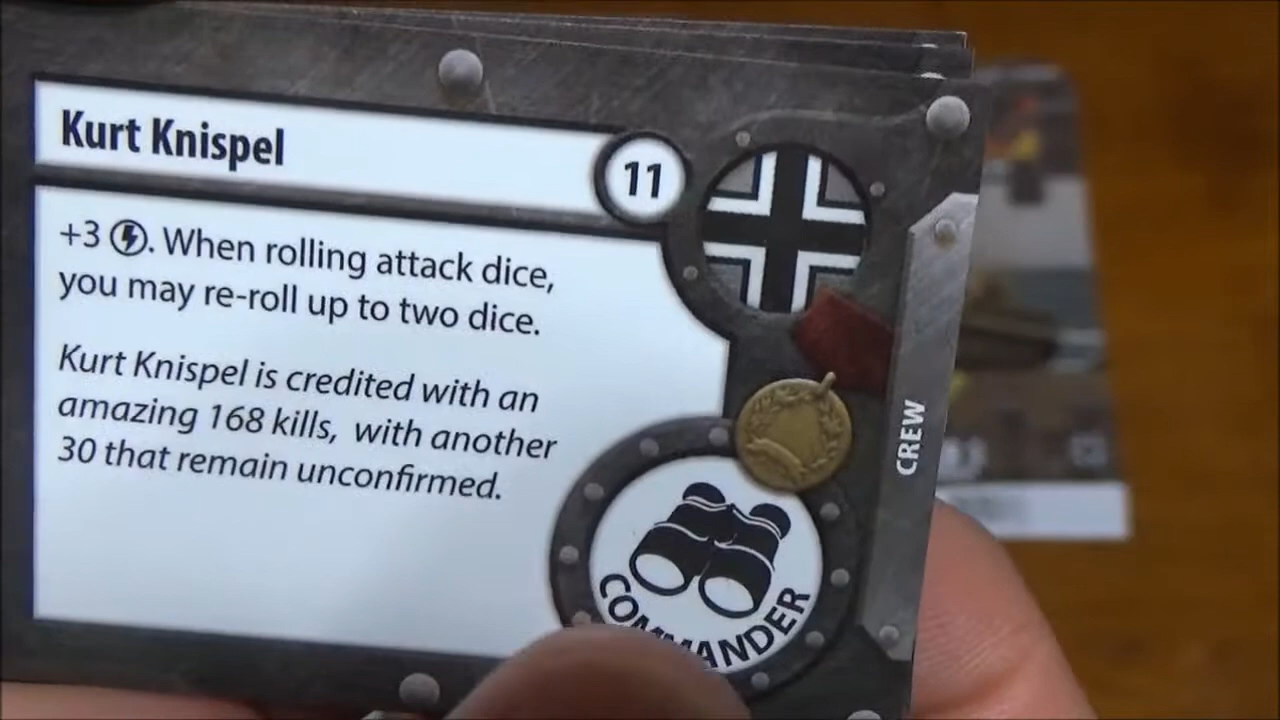 Kurt Knispel
11
+3 . When rolling attack dice,
you may re-roll up to two dice.
Kurt Knispel is credited with an
amazing 168 kills, with another
30 that remain unconfirmed.
COMMANDER
CREW